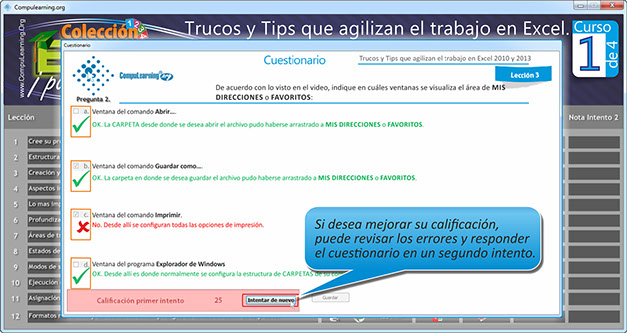 Compulearning.Org
Trucos y Tips que agilizan el trabajo en Excel.
Curso
1
de 4
Colección
1 2 3 4
www.CompuLearning.Org
Cuestionario
Cuestionario
Trucos y Tips que agilizan el trabajo en Excel 2010 y 2013
CompuLearning
Lección 3
De acuerdo con lo visto en el video, indique en cuáles ventanas se visualiza el área de MIS
DIRECCIONES o FAVORITOS:
Pregunta 2.
a. Ventana del comando Abrir...
OK. La CARPETA desde donde se desea abrir el archivo pudo haberse arrastrado a MIS DIRECCIONES o FAVORITOS.
b. Ventana del comando Guardar como...
OK. La carpeta en donde se desea guardar el archivo pudo haberse arrastrado a MIS DIRECCIONES o FAVORITOS.
c. Ventana del comando Imprimir.
No. Desde allí se configuran todas las opciones de impresión.
d. Ventana del programa Explorador de Windows
OK. Desde allí es donde normalmente se configura la estructura de CARPETAS de su
Si desea mejorar su calificación,
puede revisar los errores y responder
el cuestionario en un segundo intento.
Calificación primer intento 25 Intentar de nuevo Guardar
Lección
Nota Intento 2
1 Cree su pr
2 Estructura
3 Creación y
4 Aspectos
5 Lo mas imp
6 Profundiza
7 Áreas de t
8 Estados de
9 Modos de
10 Ejecución
11 Asignación
12 Formatos